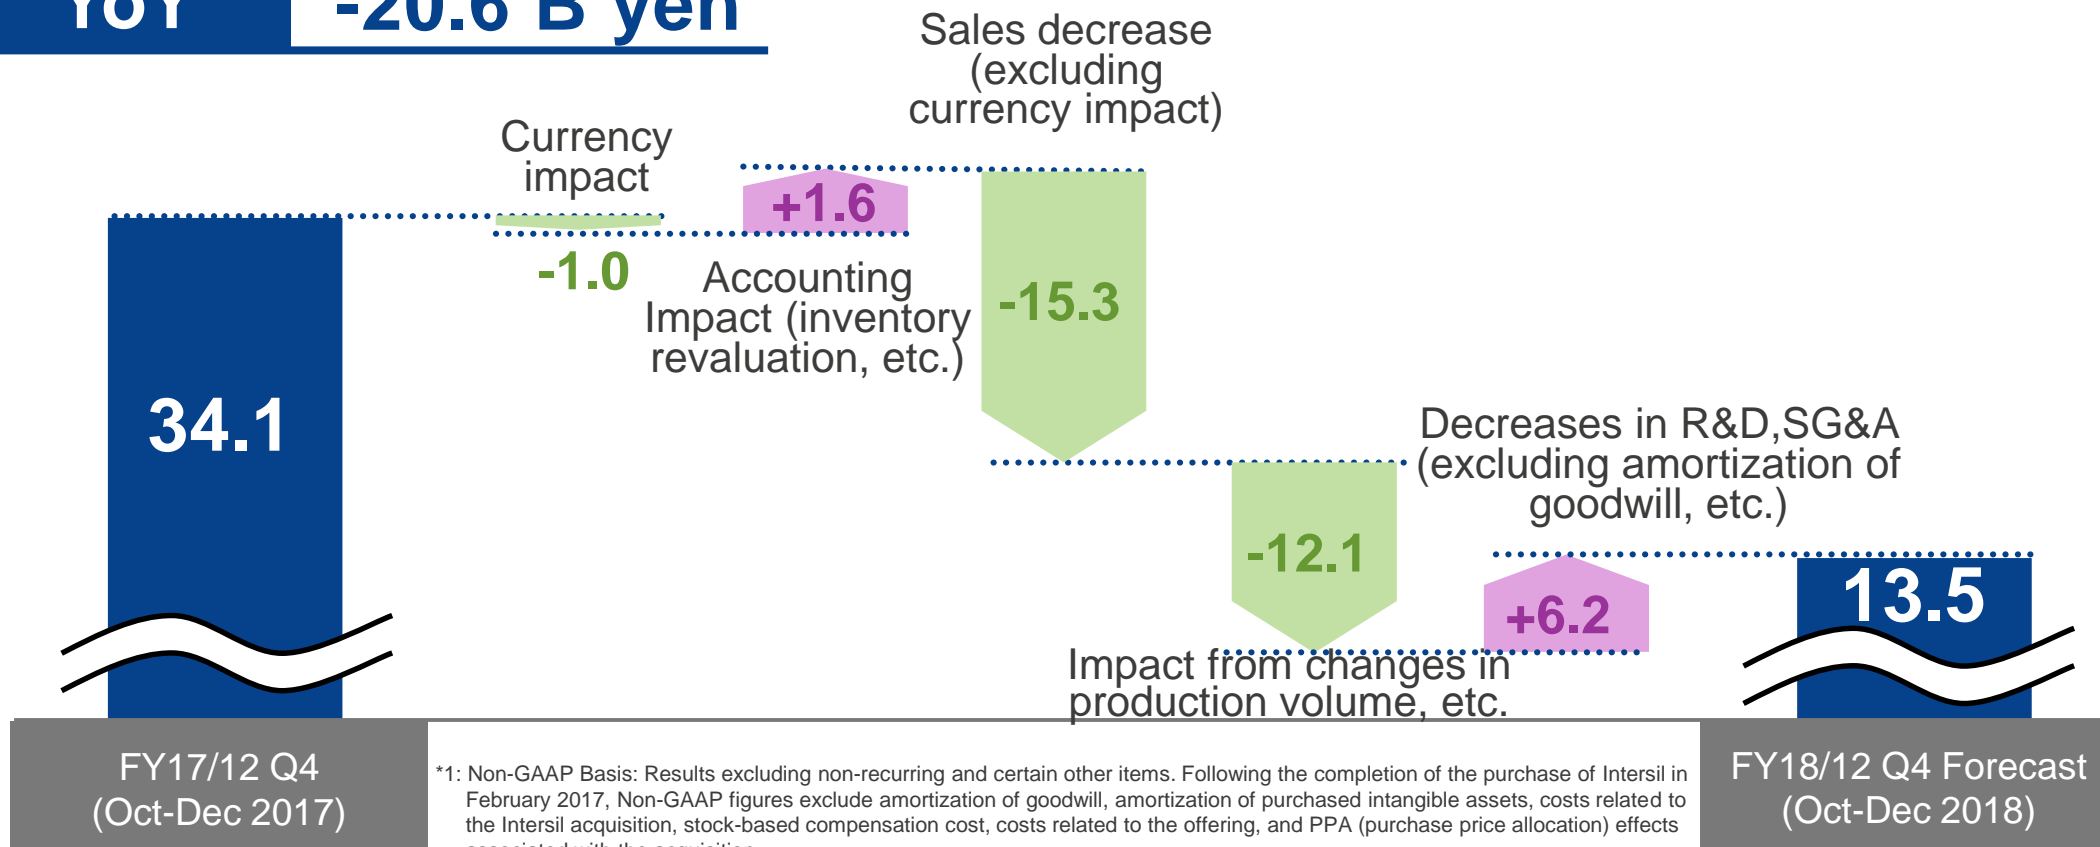 YoY -20.6 B yen
Sales decrease
(excluding
currency impact)
Currency
impact
+1.6
-1.0
Accounting
Impact (inventory
revaluation, etc.)
-15.3
34.1
Decreases in R&D,SG&A
(excluding amortization of
goodwill, etc.)
-12.1
+6.2
13.5
Impact from changes in
production volume, etc.
FY17/12 Q4
(Oct-Dec 2017)
*1: Non-GAAP Basis: Results excluding non-recurring and certain other items. Following the completion of the purchase of Intersil in
February 2017, Non-GAAP figures exclude amortization of goodwill, amortization of purchased intangible assets, costs related to
the Intersil acquisition, stock-based compensation cost, costs related to the offering, and PPA (purchase price allocation) effects
associated with the acquisition
FY18/12 Q4 Forecast
(Oct-Dec 2018)